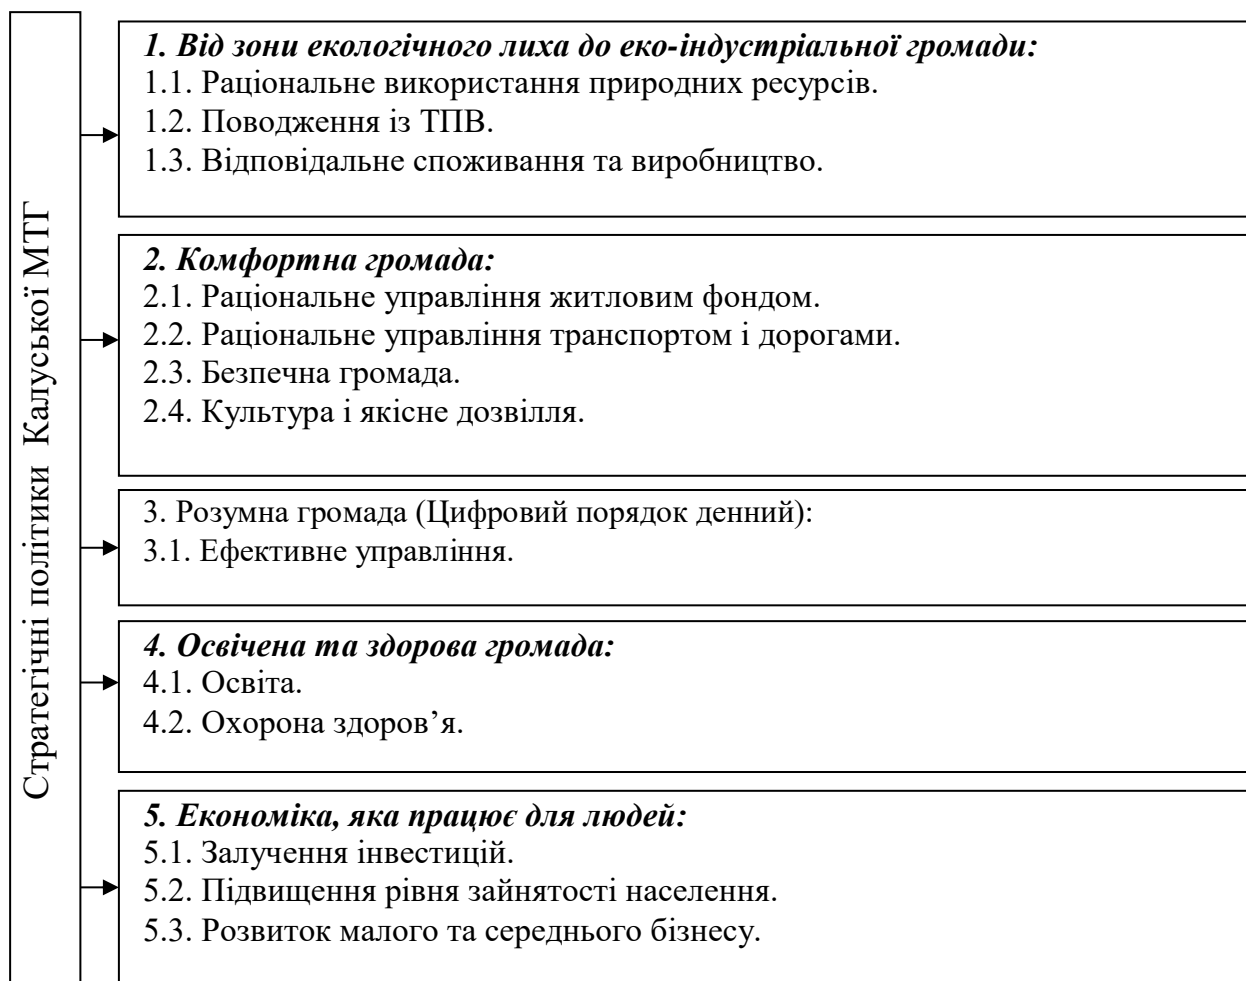 Стратегічні політики Калуської МТГ
1. Від зони екологічного лиха до еко-індустріальної громади:
1.1. Раціональне використання природних ресурсів.
1.2. Поводження із ТПВ.
1.3. Відповідальне споживання та виробництво.
2. Комфортна громада:
2.1. Раціональне управління житловим фондом.
2.2. Раціональне управління транспортом і дорогами.
2.3. Безпечна громада.
2.4. Культура і якісне дозвілля.
3. Розумна громада (Цифровий порядок денний):
3.1. Ефективне управління.
4. Освічена та здорова громада:
4.1. Освіта.
4.2. Охорона здоров’я.
5. Економіка, яка працює для людей:
5.1. Залучення інвестицій.
5.2. Підвищення рівня зайнятості населення.
5.3. Розвиток малого та середнього бізнесу.